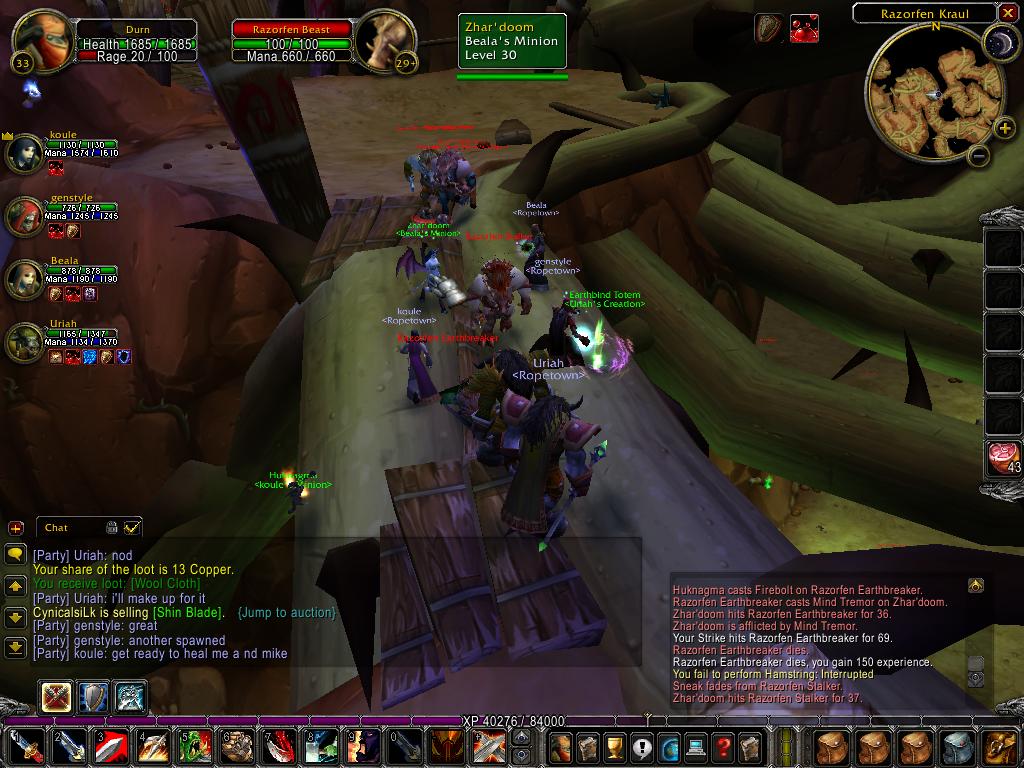 Durn
Health 1685 / 1685
Rage 20 / 100
33
Razorfen Beast
100 / 100
Mana 660 / 660
29+
Zhar'doom
Beala's Minion
Level 30
Razorfen Kraul
N
koule
1130 / 1130
Mana 1574 / 1610
genstyle
726 / 726
Mana 1245 / 1245
Beala
878 / 878
Mana 1190 / 1190
Uriah
1166 / 1347
Mana 1134 / 1370
Beala
<Ropetown>
Zhar'doom
<Beala's Minion>
genstyle
<Ropetown>
Earthbind Totem
<Uriah's Creation>
koule
<Ropetown>
Razorfen Earthbreaker
Uriah
<Ropetown>
43
Chat
[Party] Uriah: nod
Your share of the loot is 13 Copper.
You receive loot: [Wool Cloth]
[Party] Uriah: i'll make up for it
CynicalsiLk is selling [Shin Blade]. {Jump to auction}
[Party] genstyle: great
[Party] genstyle: another spawned
[Party] koule: get ready to heal me a nd mike
Huknagma casts Firebolt on Razorfen Earthbreaker.
Razorfen Earthbreaker casts Mind Tremor on Zhar'doom.
Zhar'doom hits Razorfen Earthbreaker for 36.
Zhar'doom is afflicted by Mind Tremor.
Your Strike hits Razorfen Earthbreaker for 69.
Razorfen Earthbreaker dies.
Razorfen Earthbreaker dies, you gain 150 experience.
You fail to perform Hamstring: Interrupted
Sneak fades from Razorfen Stalker.
Zhar'doom hits Razorfen Stalker for 37.
XP 40276 / 84000